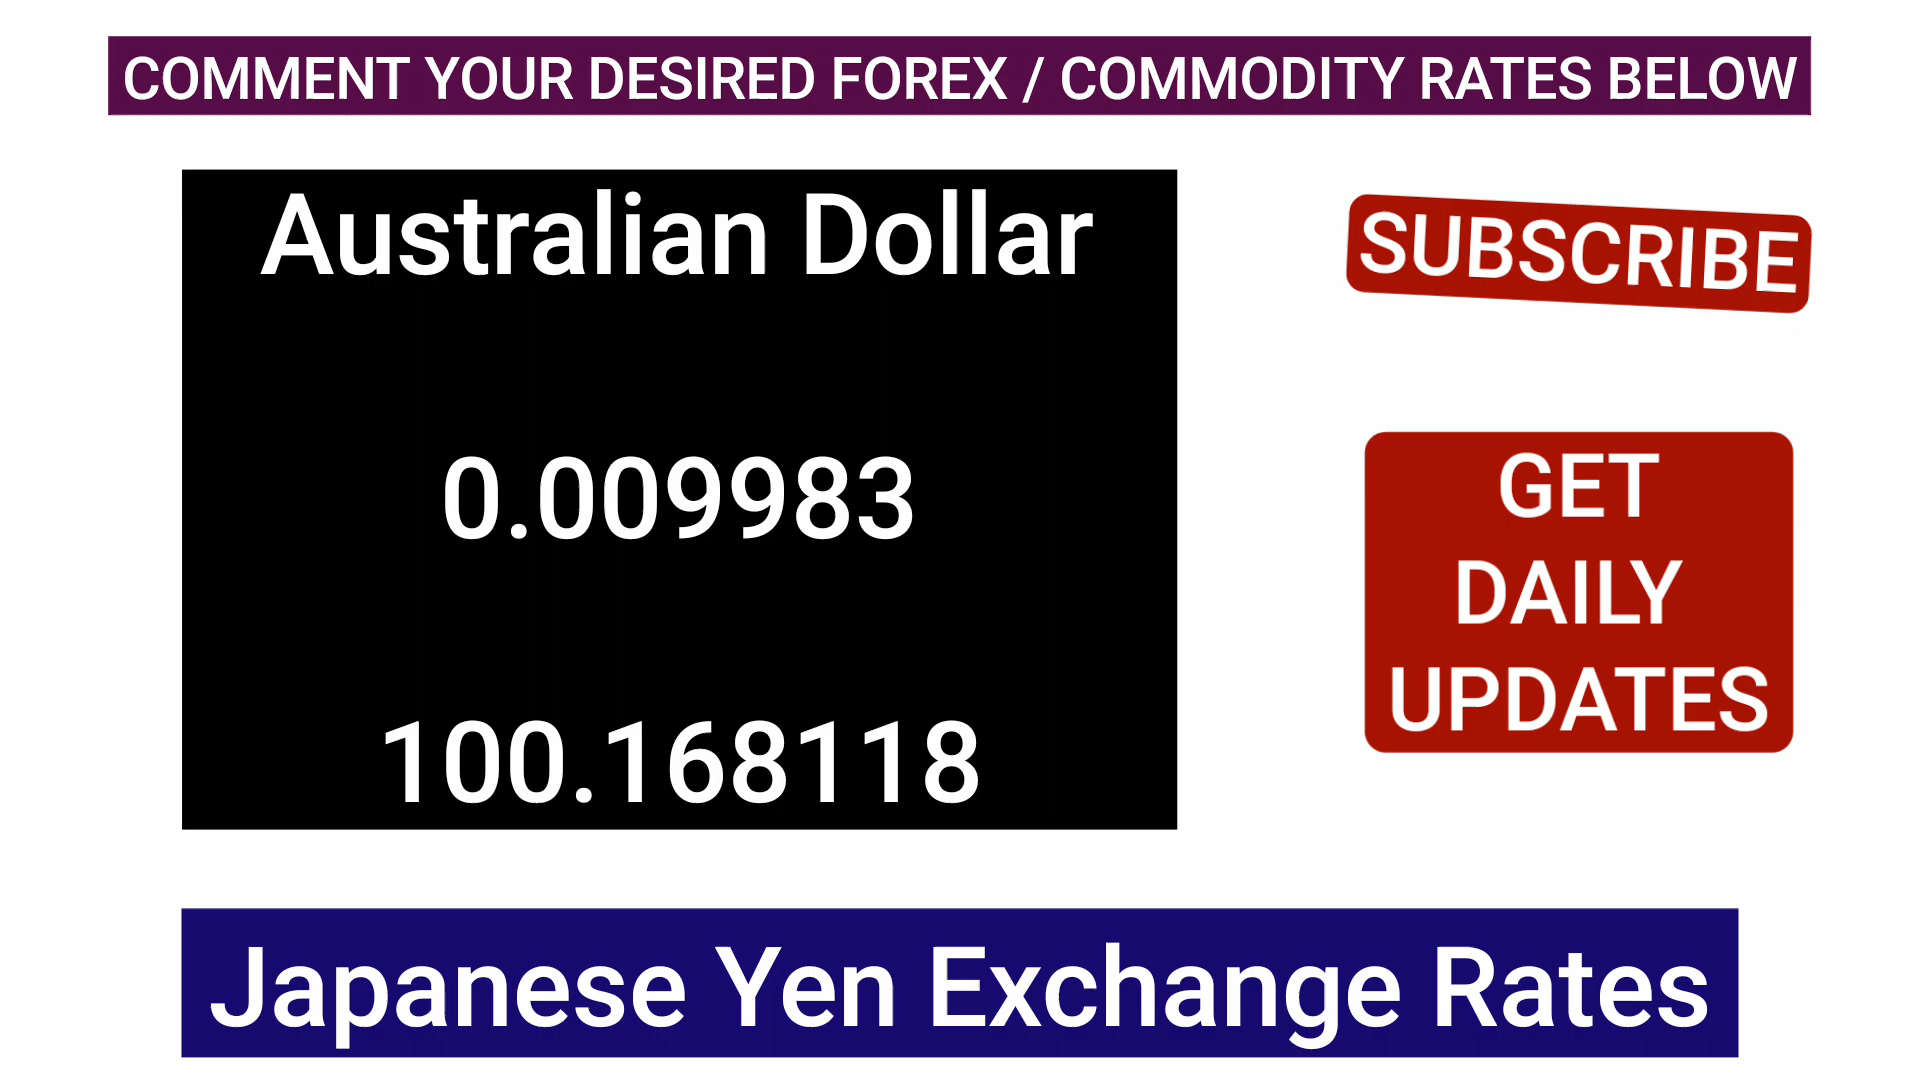 COMMENT YOUR DESIRED FOREX / COMMODITY RATES BELOW
Australian Dollar
0.009983
100.168118
SUBSCRIBE
GET
DAILY
UPDATES
Japanese Yen Exchange Rates